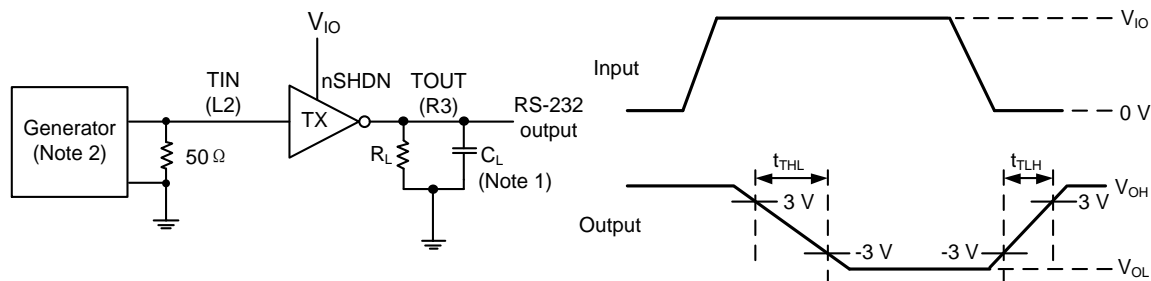 Generator
(Note 2)
50 Ω
TIN
(L2)
VIO
nSHDN
TX
TOUT
(R3)
RS-232
output
RL
CL
(Note 1)
Input
VIO
0 V
Output
tTHL
tTLH
3 V
-3 V
-3 V
3 V
VOH
VOL